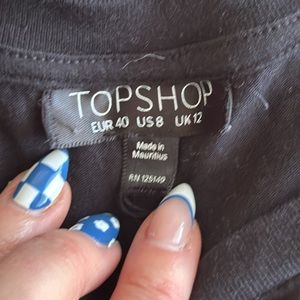 TOPSHOP
EUR 40 US 8 UK 12
Made in
Mauritius
RN 125149